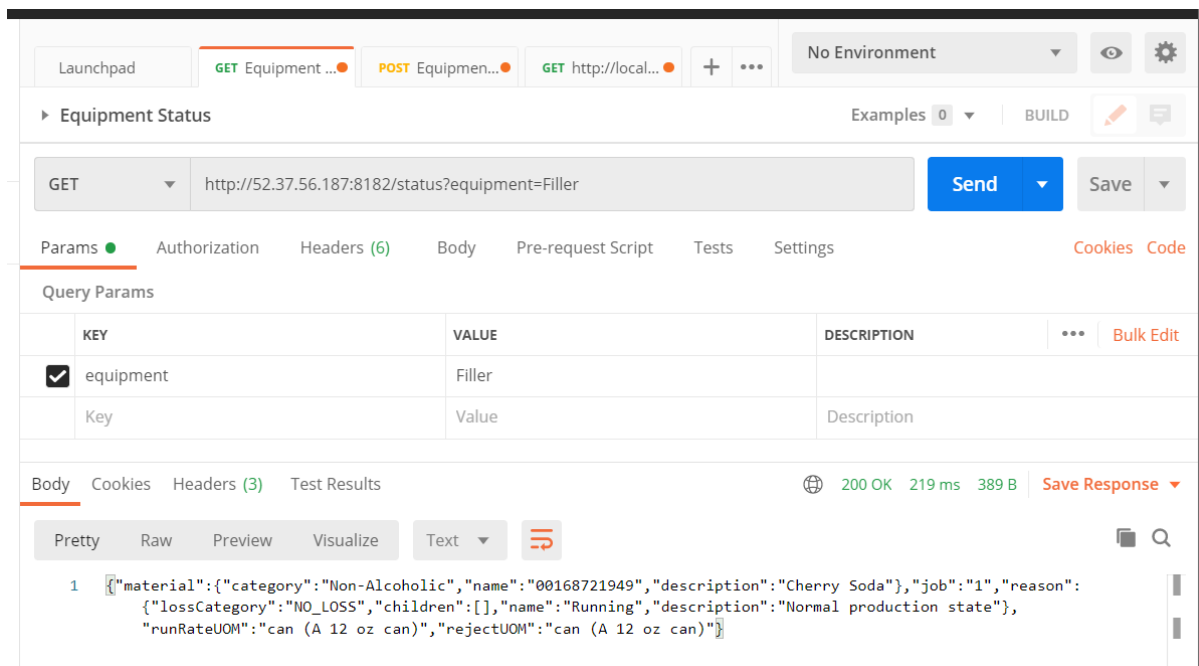 Launchpad GET Equipment ... POST Equipmen... GET http://local... + ••• No Environment
Equipment Status Examples 0 BUILD
GET http://52.37.56.187:8182/status?equipment=Filler Send Save
Params Authorization Headers (6) Body Pre-request Script Tests Settings Cookies Code
Query Params
KEY VALUE DESCRIPTION ••• Bulk Edit
equipment Filler
Key Value Description
Body Cookies Headers (3) Test Results 200 OK 219 ms 389 B Save Response
Pretty Raw Preview Visualize Text
1 {"material":{"category":"Non-Alcoholic","name":"00168721949","description":"Cherry Soda"},"job":"1","reason":
{"lossCategory":"NO_LOSS","children":[],"name":"Running","description":"Normal production state"},
"runRateUOM":"can (A 12 oz can)","rejectUOM":"can (A 12 oz can)"}